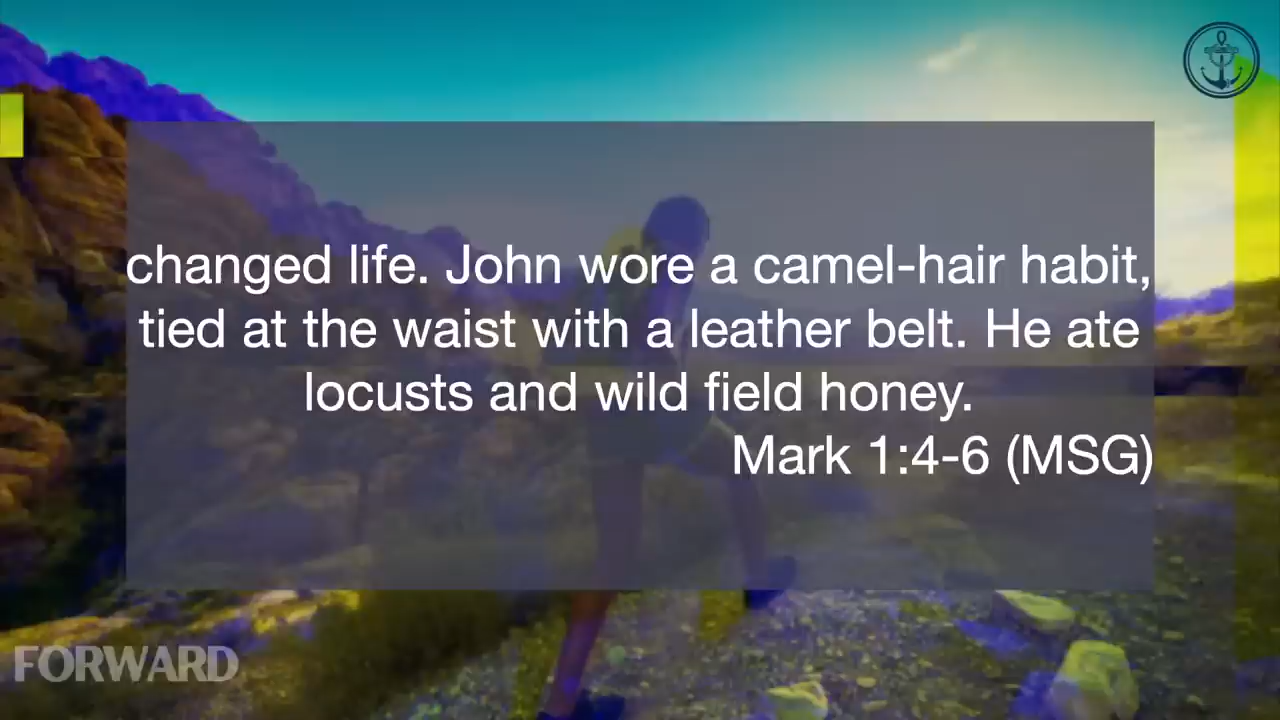 changed life. John wore a camel-hair habit,
tied at the waist with a leather belt. He ate
locusts and wild field honey.
Mark 1:4-6 (MSG)
FORWARD